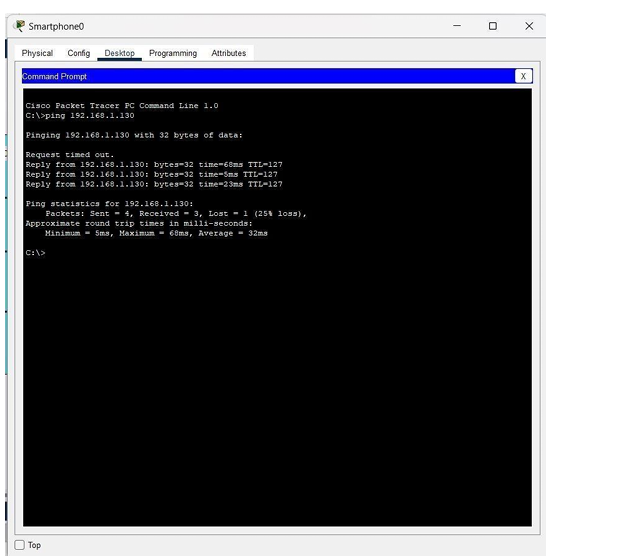 Smartphone0
Physical Config Desktop Programming Attributes
Command Prompt
X
Cisco Packet Tracer PC Command Line 1.0
C:\>ping 192.168.1.130
Pinging 192.168.1.130 with 32 bytes of data:
Request timed out.
Reply from 192.168.1.130: bytes=32 time=68ms TTL=127
Reply from 192.168.1.130: bytes=32 time=5ms TTL=127
Reply from 192.168.1.130: bytes=32 time=23ms TTL=127
Ping statistics for 192.168.1.130:
Packets: Sent = 4, Received = 3, Lost = 1 (25% loss),
Approximate round trip times in milli-seconds:
Minimum = 5ms, Maximum = 68ms, Average = 32ms
C:\>
Top